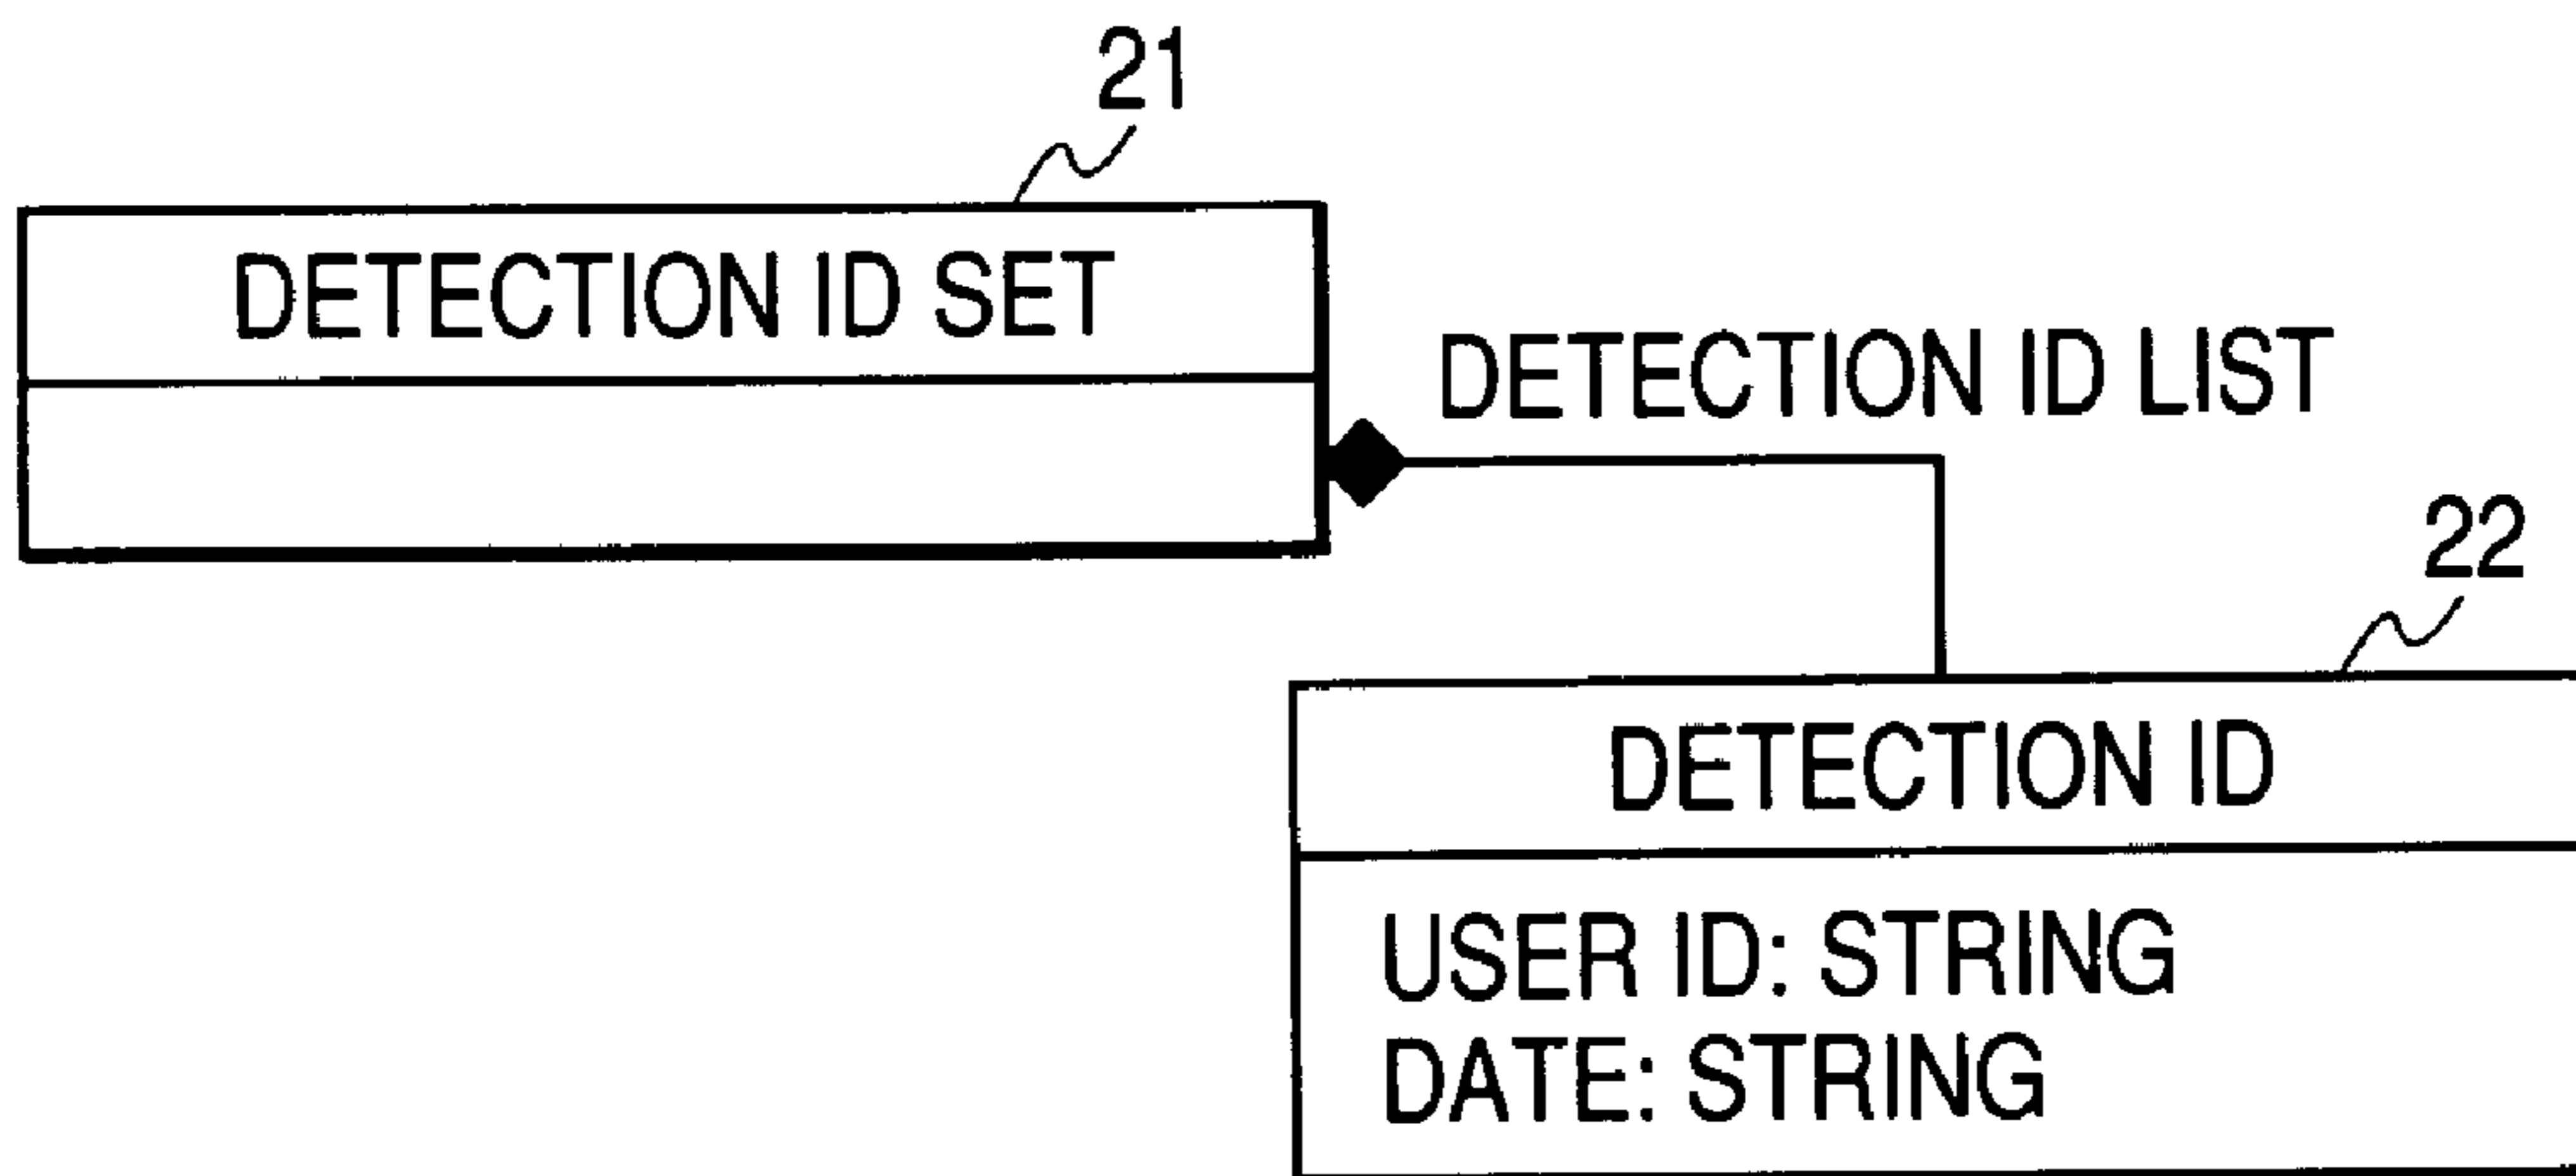 21
DETECTION ID SET
DETECTION ID LIST
22
DETECTION ID
USER ID: STRING
DATE: STRING